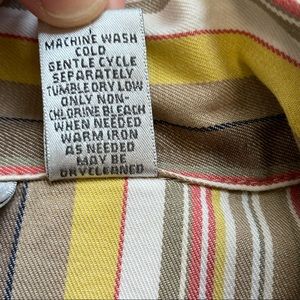 MACHINE WASH
COLD
GENTLE CYCLE
SEPARATELY
TUMBLE DRY LOW
ONLY NON-
CHLORINE BLEACH
WHEN NEEDED
WARM IRON
AS NEEDED
MAY BE
DRYCLEANED